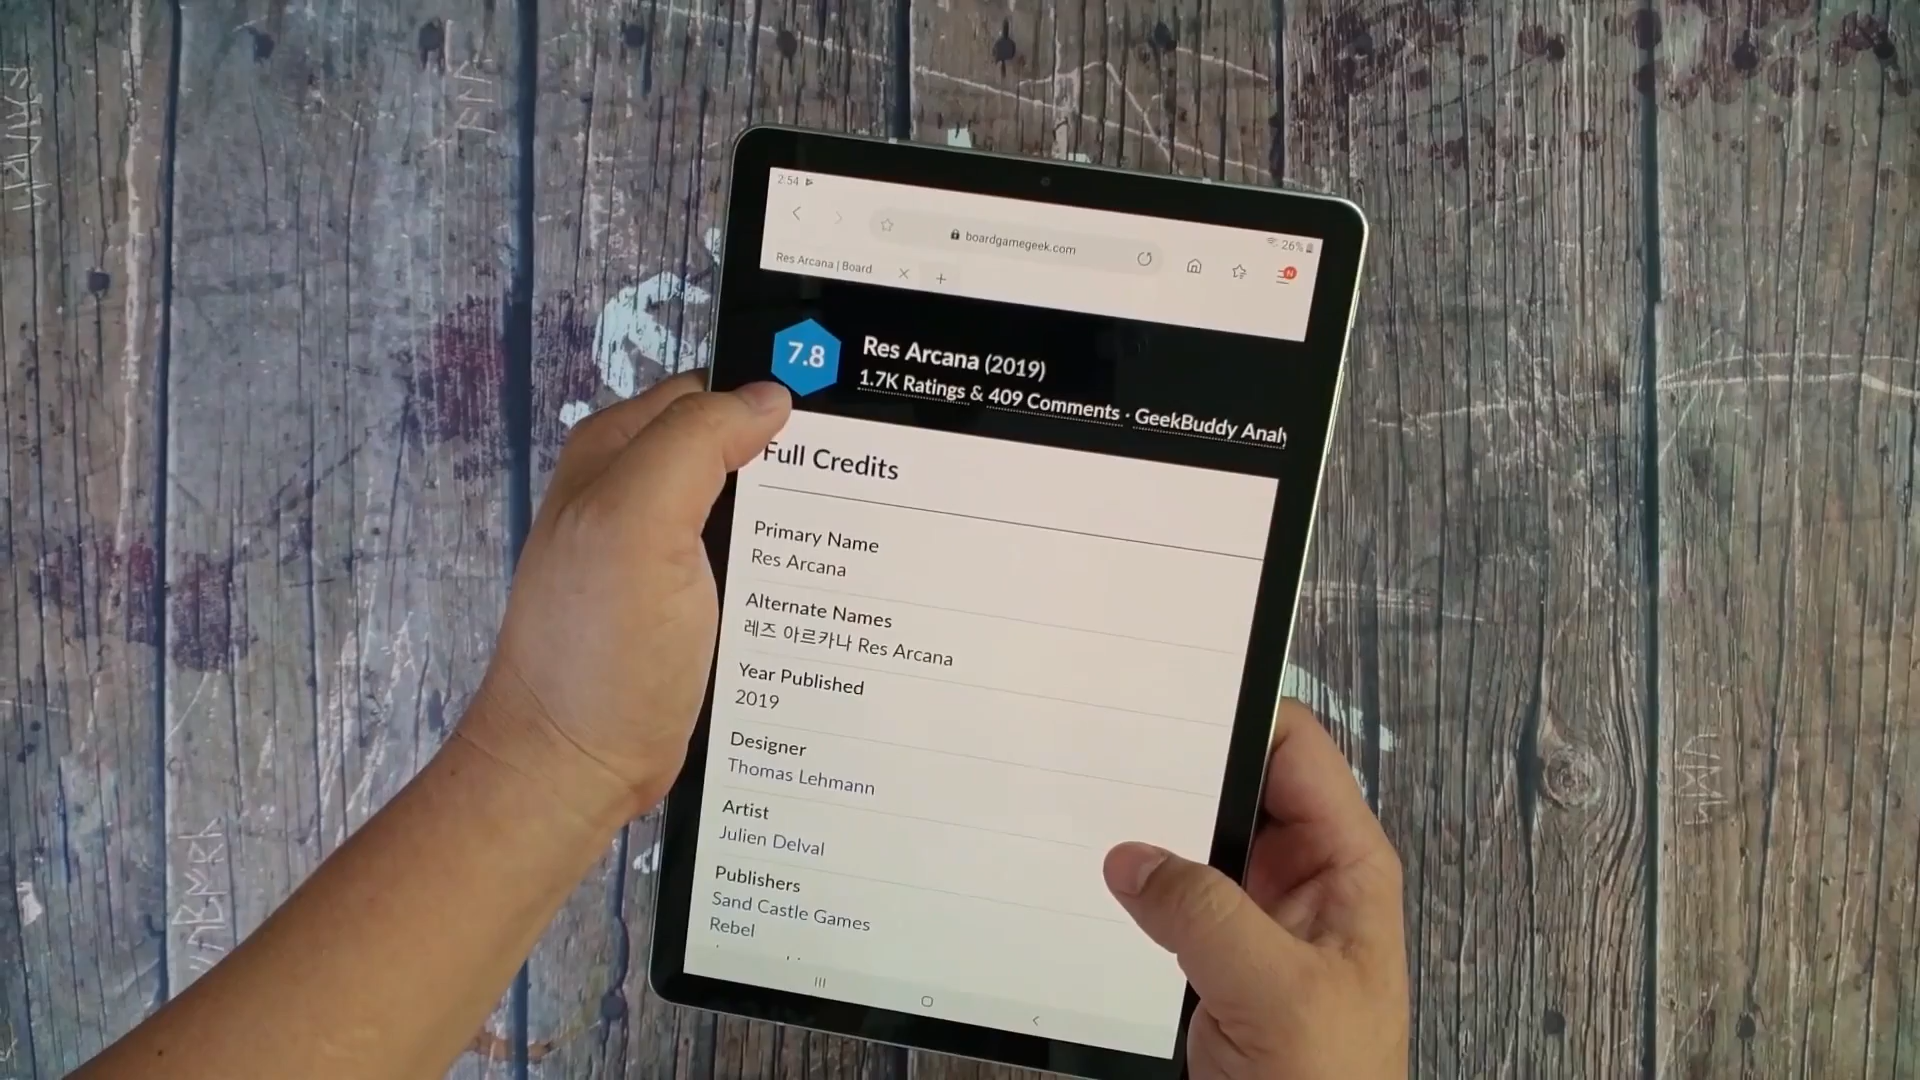 2:54
26%
boardgamegeek.com
Res Arcana | Board
7.8
Res Arcana (2019)
1.7K Ratings & 409 Comments · GeekBuddy Analy
Full Credits
Primary Name
Res Arcana
Alternate Names
레즈 아르카나 Res Arcana
Year Published
2019
Designer
Thomas Lehmann
Artist
Julien Delval
Publishers
Sand Castle Games
Rebel